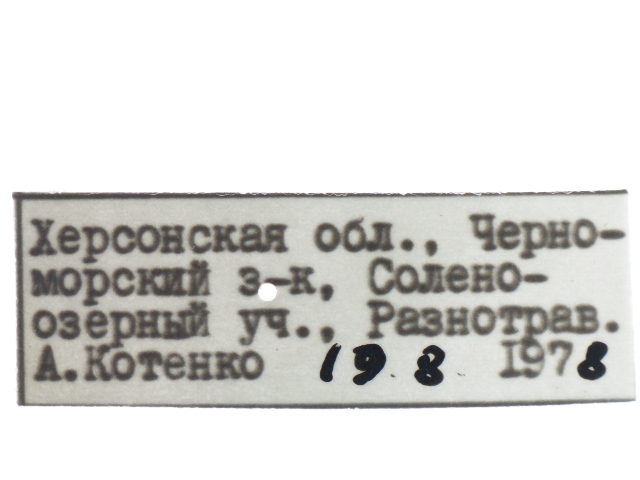 Херсонская обл., Черно-
морский з-к, Солено-
озерный уч., Разнотрав.
А.Котенко 19.8. 1978